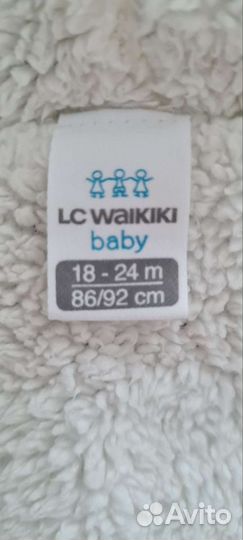 LC WAIKIKI
baby
18 - 24 m
86/92 cm
Avito